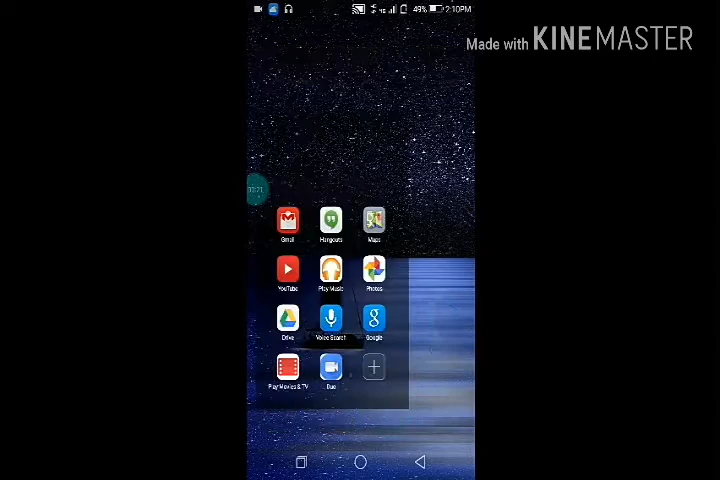 49% 2:10PM
Made with KINEMASTER
Gmail Hangouts Maps
YouTube Play Music Photos
Drive Voice Search Google
Play Movies & TV Duo